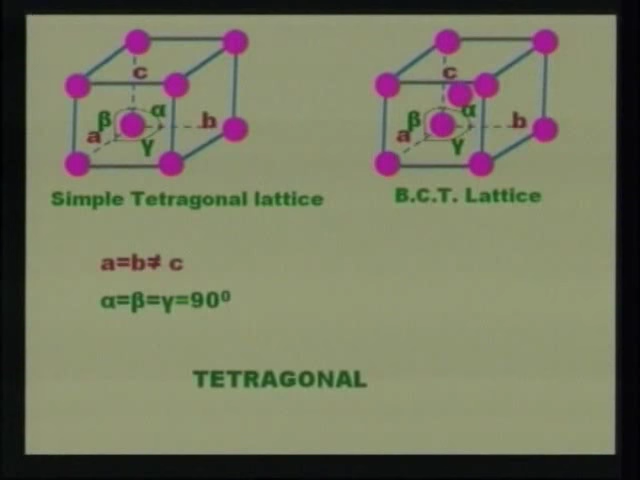 c
β
α
a
b
γ
c
β
α
a
b
γ
Simple Tetragonal lattice
B.C.T. Lattice
a=b≠ c
α=β=γ=90⁰
TETRAGONAL